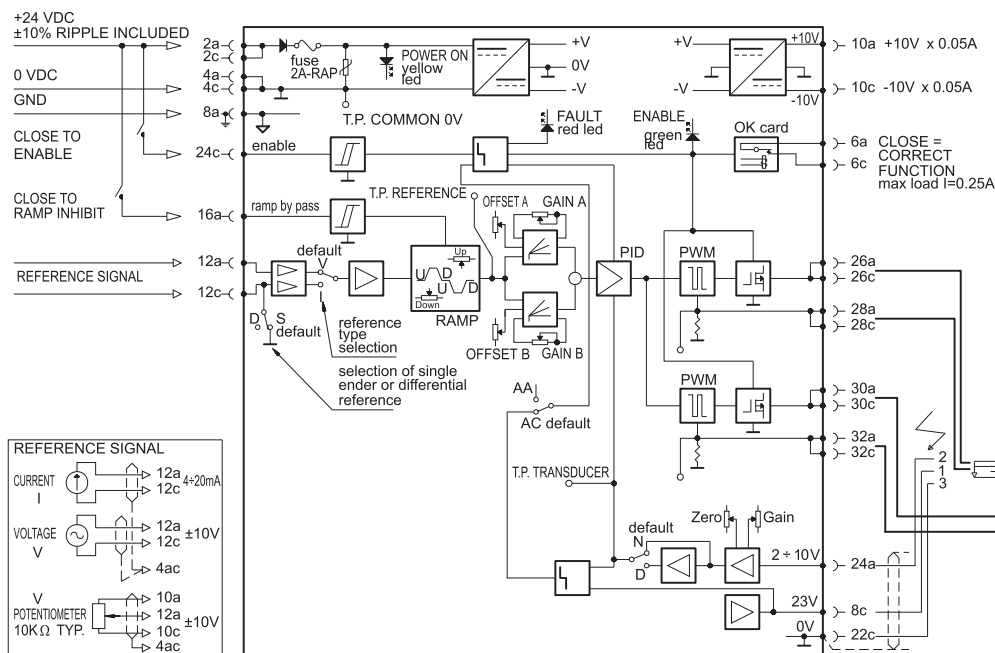 +24 VDC
±10% RIPPLE INCLUDED
0 VDC
GND
CLOSE TO
ENABLE
CLOSE TO
RAMP INHIBIT
REFERENCE SIGNAL
2a
2c
4a
4c
8a
24c
16a
12a
12c
fuse
2A-RAP
POWER ON
yellow
led
T.P. COMMON 0V
+V
0V
-V
+V
-V
+10V
-10V
10a +10V x 0.05A
10c -10V x 0.05A
enable
FAULT
red led
ENABLE
green
led
OK card
6a
6c
CLOSE =
CORRECT
FUNCTION
max load I=0.25A
T.P. REFERENCE
ramp by pass
OFFSET A
GAIN A
default
V
I
D
S
default
U
D
U
D
Up
Down
RAMP
reference
type
selection
selection of single
ender or differential
reference
OFFSET B
GAIN B
PID
PWM
26a
26c
28a
28c
PWM
30a
30c
32a
32c
AA
AC default
T.P. TRANSDUCER
2
1
3
default
N
D
Zero
Gain
2÷10V
24a
23V
8c
0V
22c
REFERENCE SIGNAL
CURRENT
I
12a
12c
4÷20mA
VOLTAGE
V
12a
12c
±10V
4ac
V
POTENTIOMETER
10KΩ TYP.
10a
12a
10c
±10V
4ac